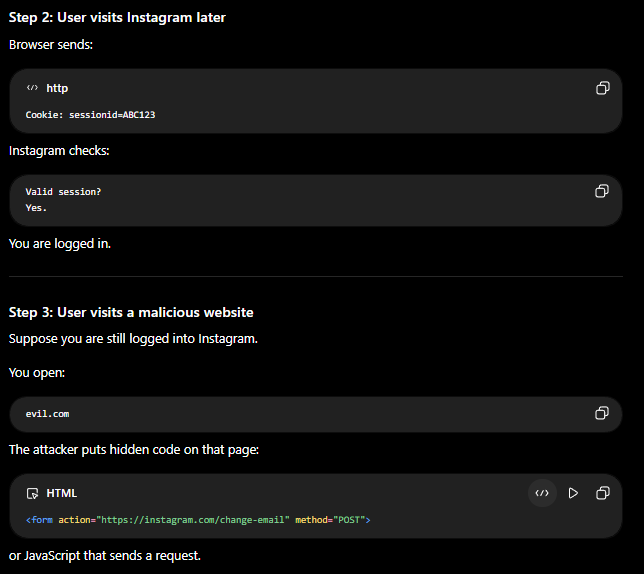 Step 2: User visits Instagram later
Browser sends:
http
Cookie: sessionid=ABC123
Instagram checks:
Valid session?
Yes.
You are logged in.
Step 3: User visits a malicious website
Suppose you are still logged into Instagram.
You open:
evil.com
The attacker puts hidden code on that page:
HTML
<form action="https://instagram.com/change-email" method="POST">
or JavaScript that sends a request.